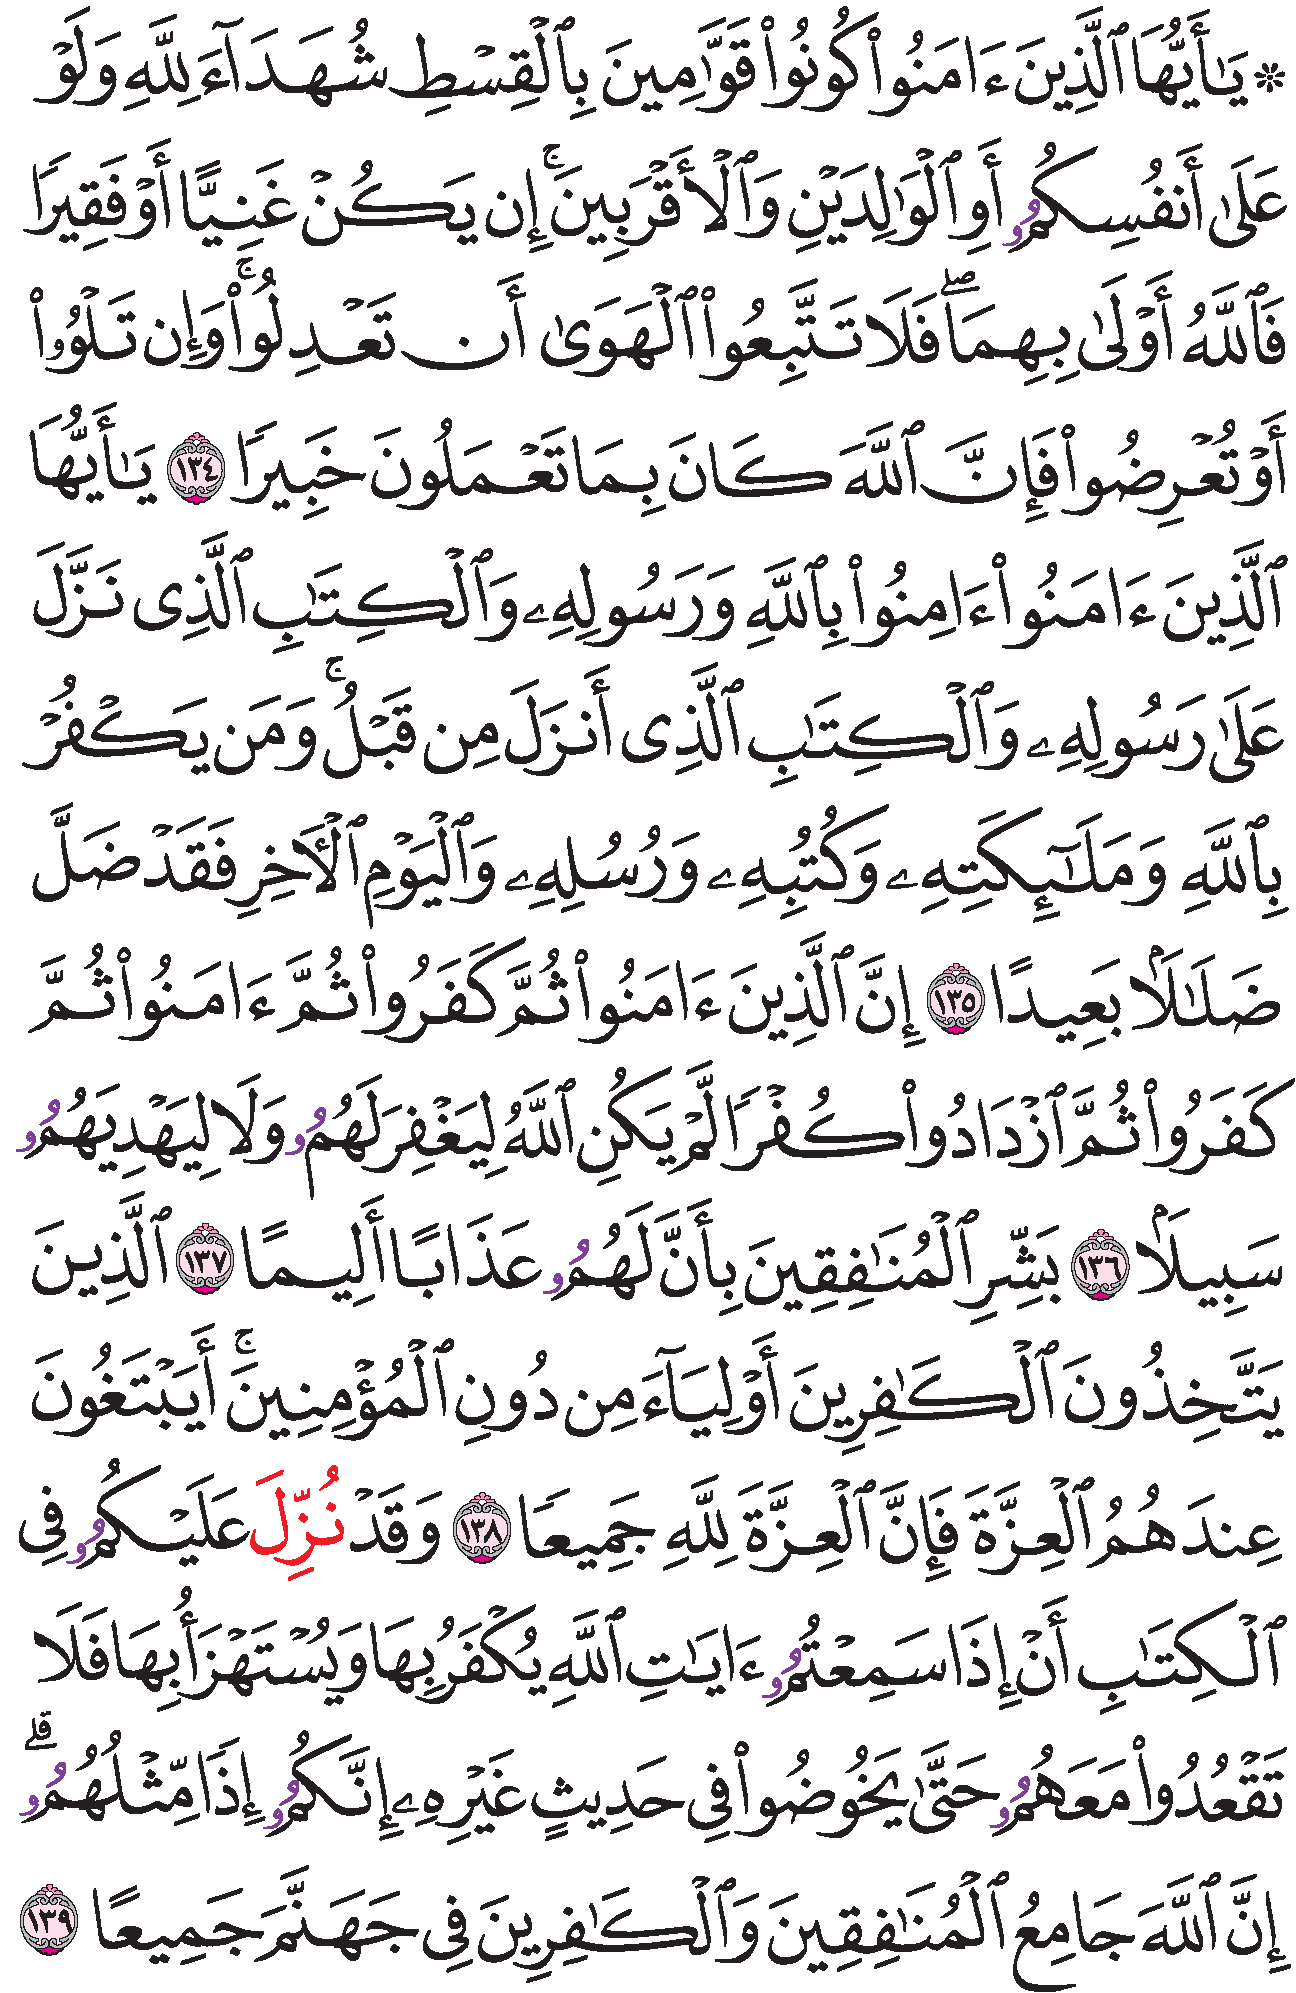 ۞ يَٰٓأَيُّهَا ٱلَّذِينَ ءَامَنُوا۟ كُونُوا۟ قَوَّٰمِينَ بِٱلْقِسْطِ شُهَدَآءَ لِلَّهِ وَلَوْ
عَلَىٰٓ أَنفُسِكُمُۥٓ أَوِ ٱلْوَٰلِدَيْنِ وَٱلْأَقْرَبِينَ ۚ إِن يَكُنْ غَنِيًّا أَوْ فَقِيرًا
فَٱللَّهُ أَوْلَىٰ بِهِمَا ۖ فَلَا تَتَّبِعُوا۟ ٱلْهَوَىٰٓ أَن تَعْدِلُوا۟ ۚ وَإِن تَلْوُۥٓا۟
أَوْ تُعْرِضُوا۟ فَإِنَّ ٱللَّهَ كَانَ بِمَا تَعْمَلُونَ خَبِيرًا ١٣٤ يَٰٓأَيُّهَا
ٱلَّذِينَ ءَامَنُوٓا۟ ءَامِنُوا۟ بِٱللَّهِ وَرَسُولِهِۦ وَٱلْكِتَٰبِ ٱلَّذِى نَزَّلَ
عَلَىٰ رَسُولِهِۦ وَٱلْكِتَٰبِ ٱلَّذِىٓ أَنزَلَ مِن قَبْلُ ۚ وَمَن يَكْفُرْ
بِٱللَّهِ وَمَلَٰٓئِكَتِهِۦ وَكُتُبِهِۦ وَرُسُلِهِۦ وَٱلْيَوْمِ ٱلْأَخِرِ فَقَدْ ضَلَّ
ضَلَٰلًۢا بَعِيدًا ١٣٥ إِنَّ ٱلَّذِينَ ءَامَنُوا۟ ثُمَّ كَفَرُوا۟ ثُمَّ ءَامَنُوا۟ ثُمَّ
كَفَرُوا۟ ثُمَّ ٱزْدَادُوا۟ كُفْرًا لَّمْ يَكُنِ ٱللَّهُ لِيَغْفِرَ لَهُمُۥ وَلَا لِيَهْدِيَهُمُۥ
سَبِيلًۢا ١٣٦ بَشِّرِ ٱلْمُنَٰفِقِينَ بِأَنَّ لَهُمُۥ عَذَابًا أَلِيمًا ١٣٧ ٱلَّذِينَ
يَتَّخِذُونَ ٱلْكَٰفِرِينَ أَوْلِيَآءَ مِن دُونِ ٱلْمُؤْمِنِينَ ۚ أَيَبْتَغُونَ
عِندَهُمُ ٱلْعِزَّةَ فَإِنَّ ٱلْعِزَّةَ لِلَّهِ جَمِيعًا ١٣٨ وَقَدْ نُزِّلَ عَلَيْكُمُۥ فِى
ٱلْكِتَٰبِ أَنْ إِذَا سَمِعْتُمُۥٓ ءَايَٰتِ ٱللَّهِ يُكْفَرُ بِهَا وَيُسْتَهْزَأُ بِهَا فَلَا
تَقْعُدُوا۟ مَعَهُمُۥ حَتَّىٰ يَخُوضُوا۟ فِى حَدِيثٍ غَيْرِهِۦٓ إِنَّكُمُۥٓ إِذًا مِّثْلُهُمُۥٓ ۗ
إِنَّ ٱللَّهَ جَامِعُ ٱلْمُنَٰفِقِينَ وَٱلْكَٰفِرِينَ فِى جَهَنَّمَ جَمِيعًا ١٣٩